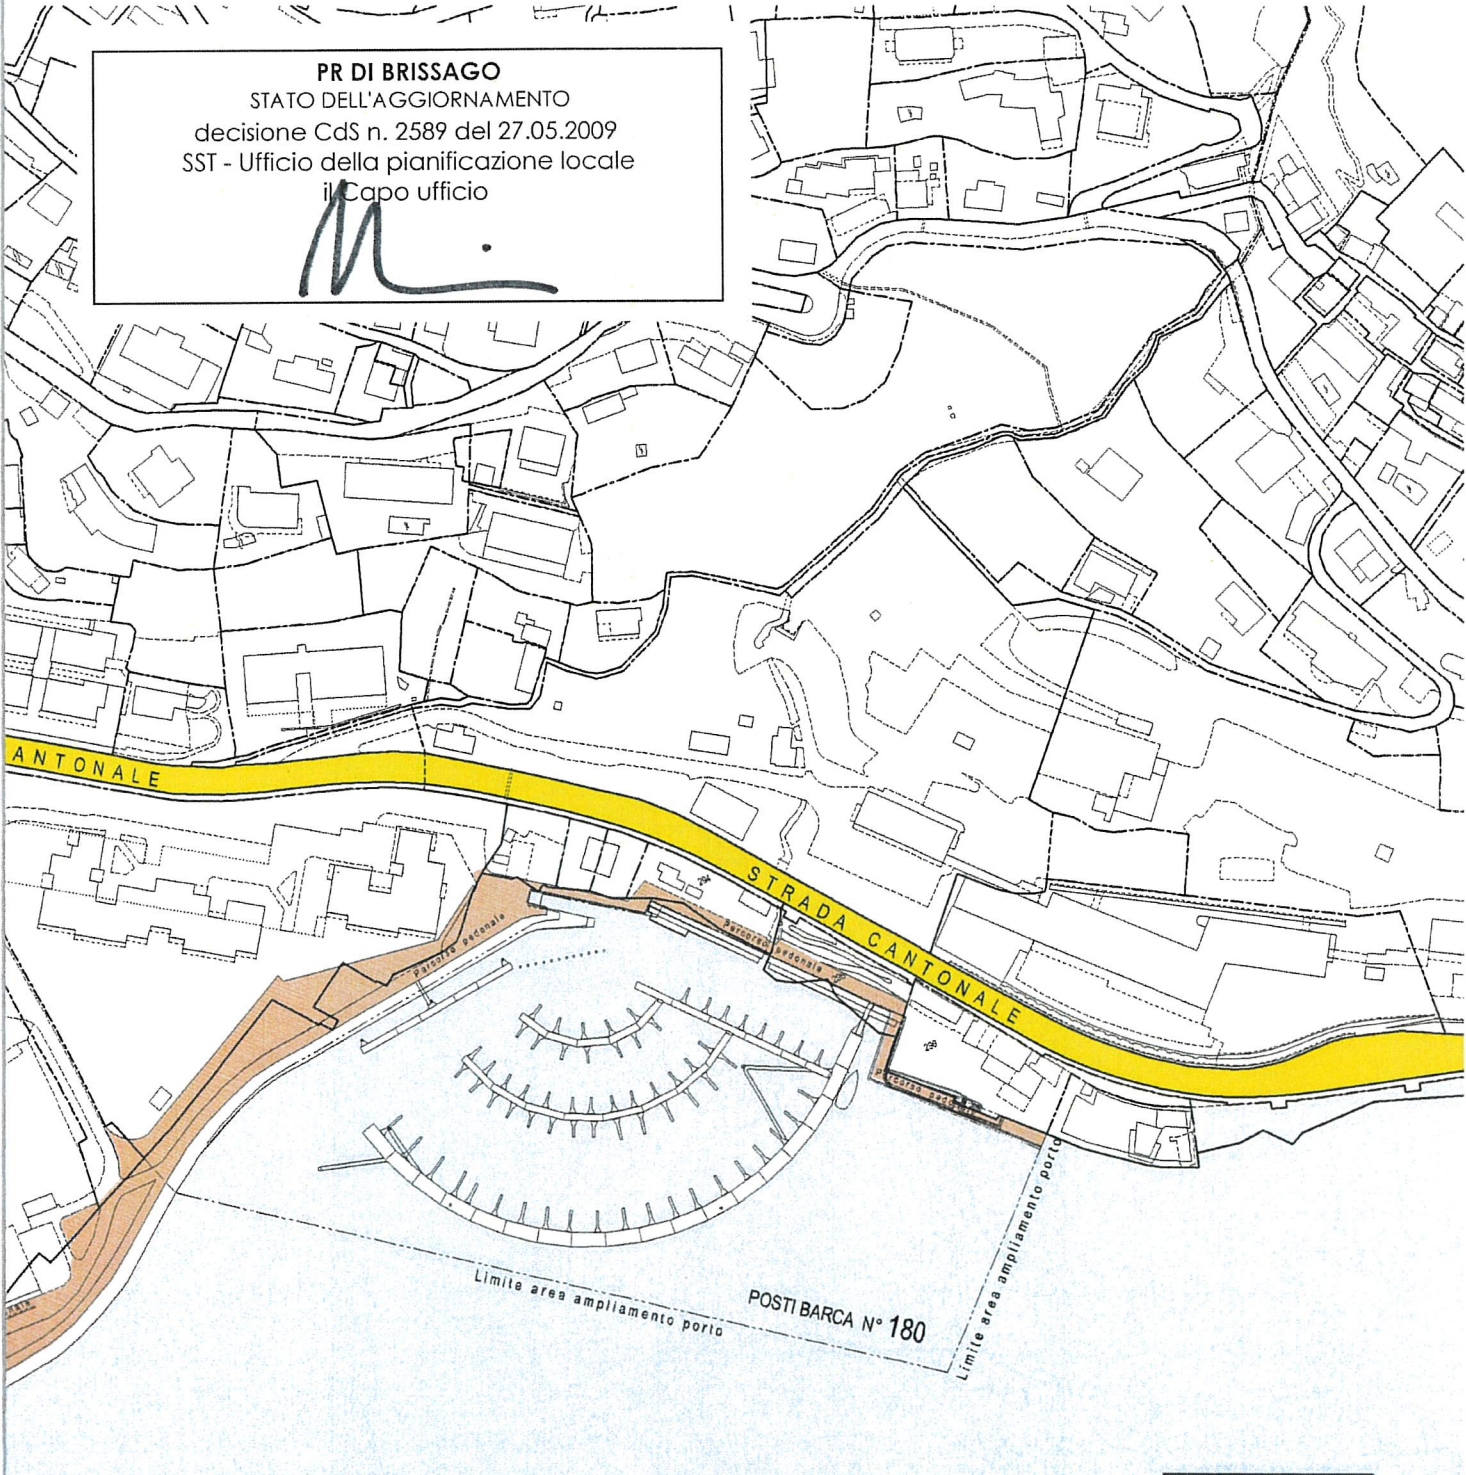 PR DI BRISSAGO
STATO DELL'AGGIORNAMENTO
decisione CdS n. 2589 del 27.05.2009
SST - Ufficio della pianificazione locale
il Capo ufficio
ANTONALE
STRADA CANTONALE
Percorso pedonale
Percorso pedonale
Percorso
Limite area ampliamento porto
POSTI BARCA N° 180
Limite area ampliamento porto